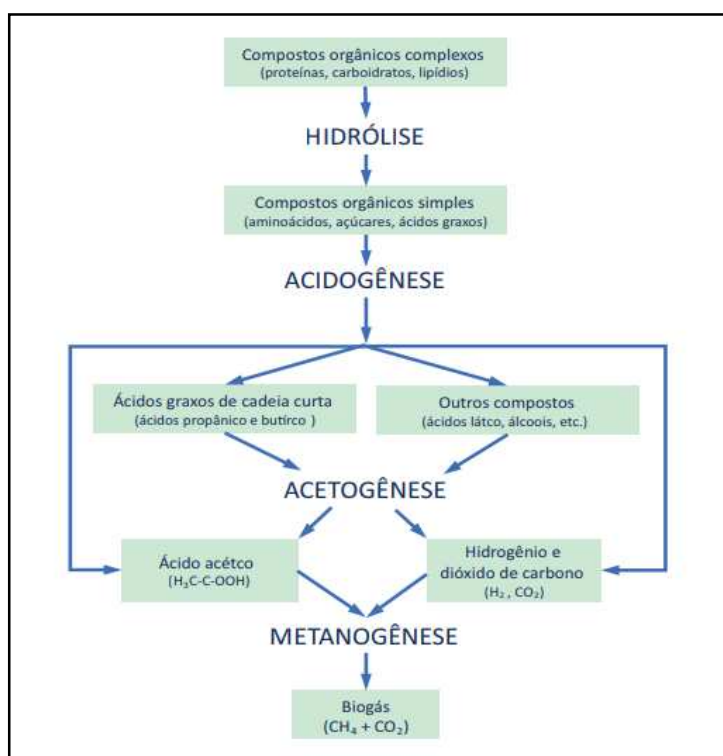 Compostos orgânicos complexos
(proteínas, carboidratos, lipídios)
HIDRÓLISE
Compostos orgânicos simples
(aminoácidos, açúcares, ácidos graxos)
ACIDOGÊNESE
Ácidos graxos de cadeia curta
(ácidos propânico e butírco )
Outros compostos
(ácidos látco, álcoois, etc.)
ACETOGÊNESE
Ácido acétco
(H₃C-C-OOH)
Hidrogênio e
dióxido de carbono
(H₂ , CO₂)
METANOGÊNESE
Biogás
(CH₄ + CO₂)